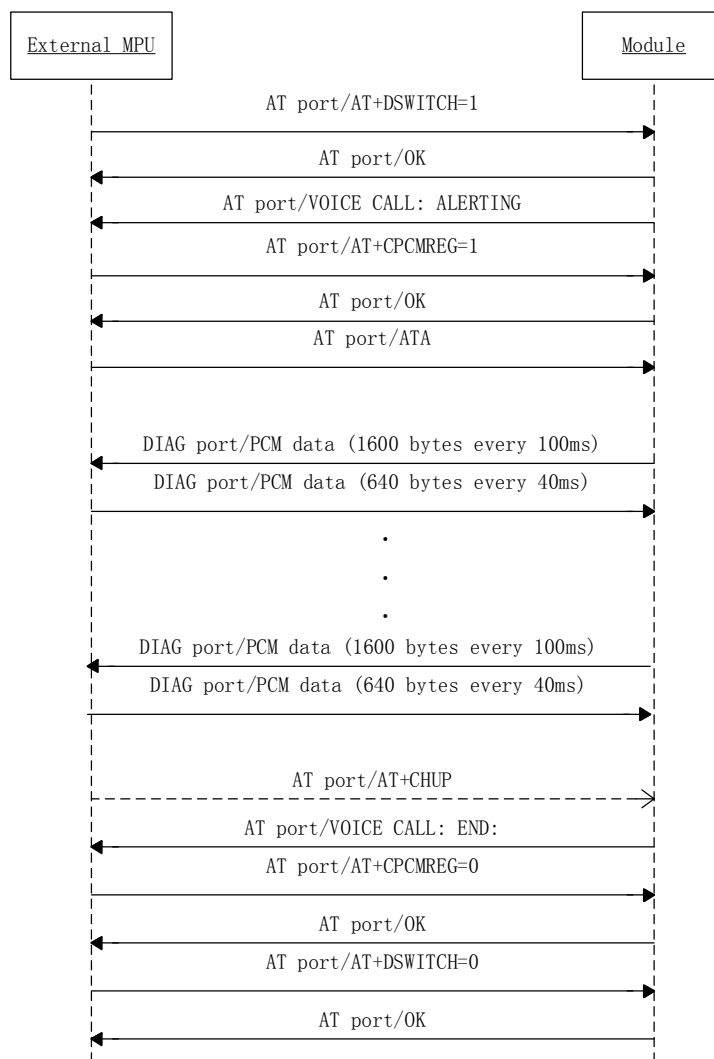 External MPU
Module
AT port/AT+DSWITCH=1
AT port/OK
AT port/VOICE CALL: ALERTING
AT port/AT+CPCMREG=1
AT port/OK
AT port/ATA
DIAG port/PCM data (1600 bytes every 100ms)
DIAG port/PCM data (640 bytes every 40ms)
.
.
.
DIAG port/PCM data (1600 bytes every 100ms)
DIAG port/PCM data (640 bytes every 40ms)
AT port/AT+CHUP
AT port/VOICE CALL: END:
AT port/AT+CPCMREG=0
AT port/OK
AT port/AT+DSWITCH=0
AT port/OK